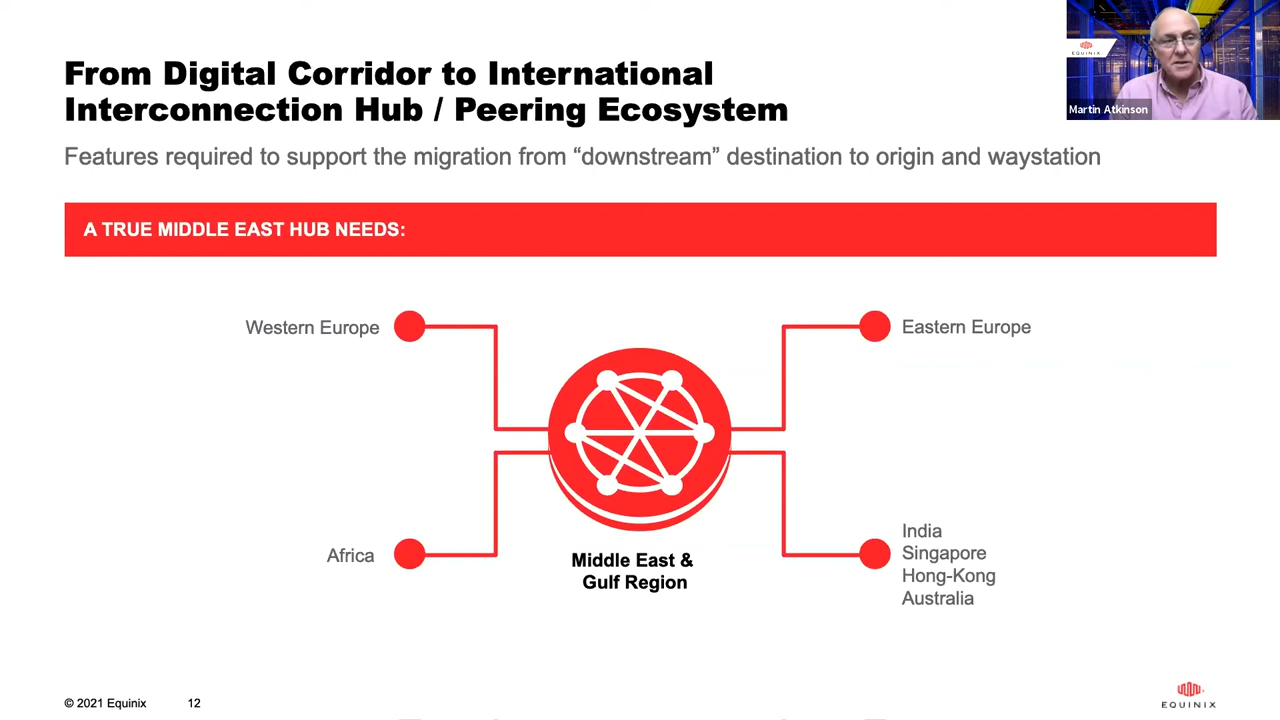 From Digital Corridor to International
Interconnection Hub / Peering Ecosystem
Features required to support the migration from “downstream” destination to origin and waystation
EQUINIX
Martin Atkinson
A TRUE MIDDLE EAST HUB NEEDS:
Western Europe
Eastern Europe
Africa
Middle East &
Gulf Region
India
Singapore
Hong-Kong
Australia
© 2021 Equinix
12
EQUINIX